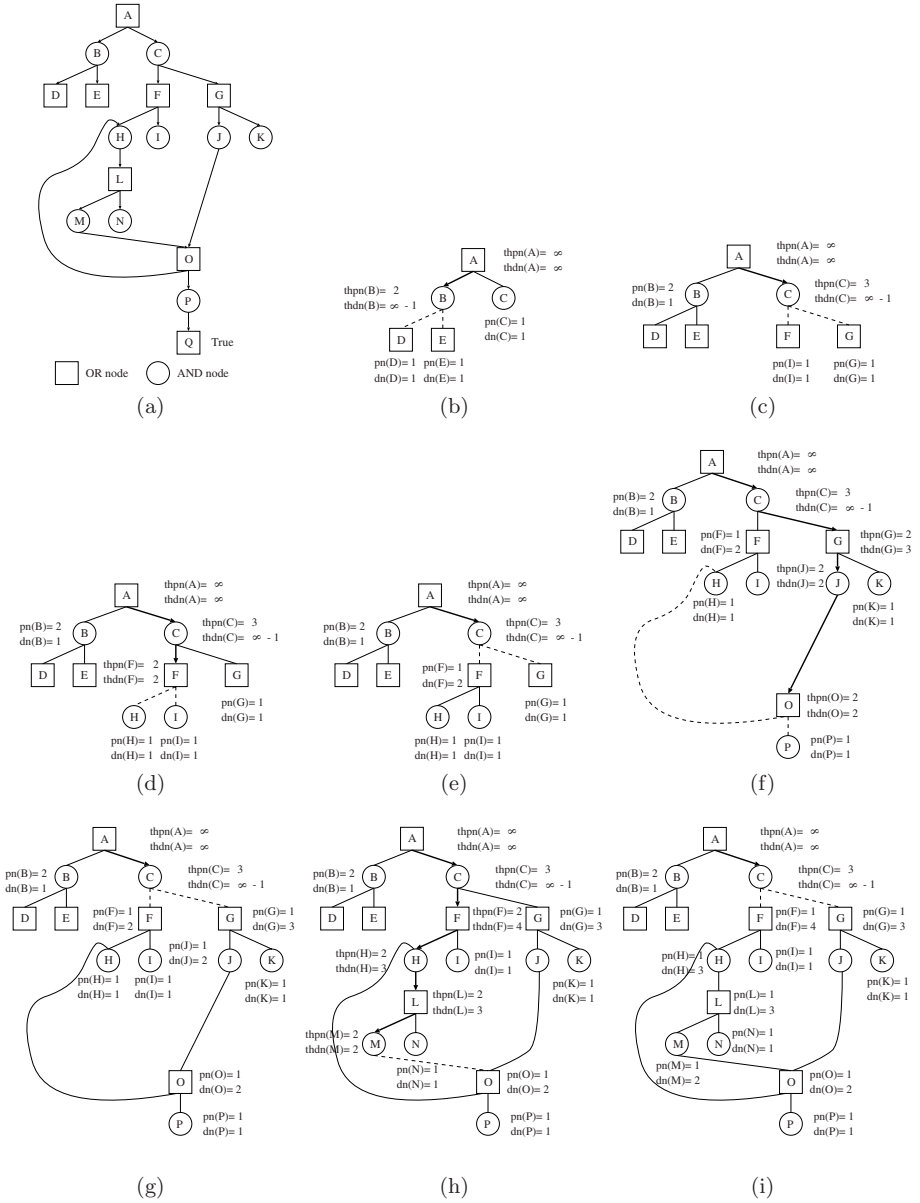 A
B
C
D
E
F
G
H
I
J
K
L
M
N
O
P
Q True
OR node AND node
(a)
A
thpn(A)= ∞
thdn(A)= ∞
thpn(B)= 2
thdn(B)= ∞ - 1
B
C
pn(C)= 1
dn(C)= 1
D
E
pn(D)= 1 pn(E)= 1
dn(D)= 1 dn(E)= 1
(b)
A
thpn(A)= ∞
thdn(A)= ∞
pn(B)= 2
dn(B)= 1
B
C
thpn(C)= 3
thdn(C)= ∞ - 1
D
E
F
G
pn(I)= 1 pn(G)= 1
dn(I)= 1 dn(G)= 1
(c)
A
thpn(A)= ∞
thdn(A)= ∞
pn(B)= 2
dn(B)= 1
B
C
thpn(C)= 3
thdn(C)= ∞ - 1
D
E
thpn(F)= 2
thdn(F)= 2
F
G
pn(G)= 1
dn(G)= 1
H
I
pn(H)= 1 pn(I)= 1
dn(H)= 1 dn(I)= 1
(d)
A
thpn(A)= ∞
thdn(A)= ∞
pn(B)= 2
dn(B)= 1
B
C
thpn(C)= 3
thdn(C)= ∞ - 1
D
E
pn(F)= 1
dn(F)= 2
F
G
pn(G)= 1
dn(G)= 1
H
I
pn(H)= 1 pn(I)= 1
dn(H)= 1 dn(I)= 1
(e)
A
thpn(A)= ∞
thdn(A)= ∞
pn(B)= 2
dn(B)= 1
B
C
thpn(C)= 3
thdn(C)= ∞ - 1
D
E
pn(F)= 1
dn(F)= 2
F
G
thpn(G)= 2
thdn(G)= 3
H
I
thpn(J)= 2
thdn(J)= 2
J
K
pn(H)= 1
dn(H)= 1
pn(K)= 1
dn(K)= 1
O
thpn(O)= 2
thdn(O)= 2
P
pn(P)= 1
dn(P)= 1
(f)
A
thpn(A)= ∞
thdn(A)= ∞
pn(B)= 2
dn(B)= 1
B
C
thpn(C)= 3
thdn(C)= ∞ - 1
D
E
pn(F)= 1
dn(F)= 2
F
G
pn(G)= 1
dn(G)= 3
H
I
pn(J)= 1
dn(J)= 2
J
K
pn(H)= 1 pn(I)= 1
dn(H)= 1 dn(I)= 1
pn(K)= 1
dn(K)= 1
O
pn(O)= 1
dn(O)= 2
P
pn(P)= 1
dn(P)= 1
(g)
A
thpn(A)= ∞
thdn(A)= ∞
pn(B)= 2
dn(B)= 1
B
C
thpn(C)= 3
thdn(C)= ∞ - 1
D
E
F
thpn(F)= 2
thdn(F)= 4
G
pn(G)= 1
dn(G)= 3
thpn(H)= 2
thdn(H)= 3
H
I
pn(I)= 1
dn(I)= 1
J
K
pn(K)= 1
dn(K)= 1
L
thpn(L)= 2
thdn(L)= 3
thpn(M)= 2
thdn(M)= 2
M
N
pn(N)= 1
dn(N)= 1
O
pn(O)= 1
dn(O)= 2
P
pn(P)= 1
dn(P)= 1
(h)
A
thpn(A)= ∞
thdn(A)= ∞
pn(B)= 2
dn(B)= 1
B
C
thpn(C)= 3
thdn(C)= ∞ - 1
D
E
F
pn(F)= 1
dn(F)= 4
G
pn(G)= 1
dn(G)= 3
pn(H)= 1
dn(H)= 3
H
I
pn(I)= 1
dn(I)= 1
J
K
pn(K)= 1
dn(K)= 1
L
pn(L)= 1
dn(L)= 3
M
N
pn(N)= 1
dn(N)= 1
pn(M)= 1
dn(M)= 2
O
pn(O)= 1
dn(O)= 2
P
pn(P)= 1
dn(P)= 1
(i)